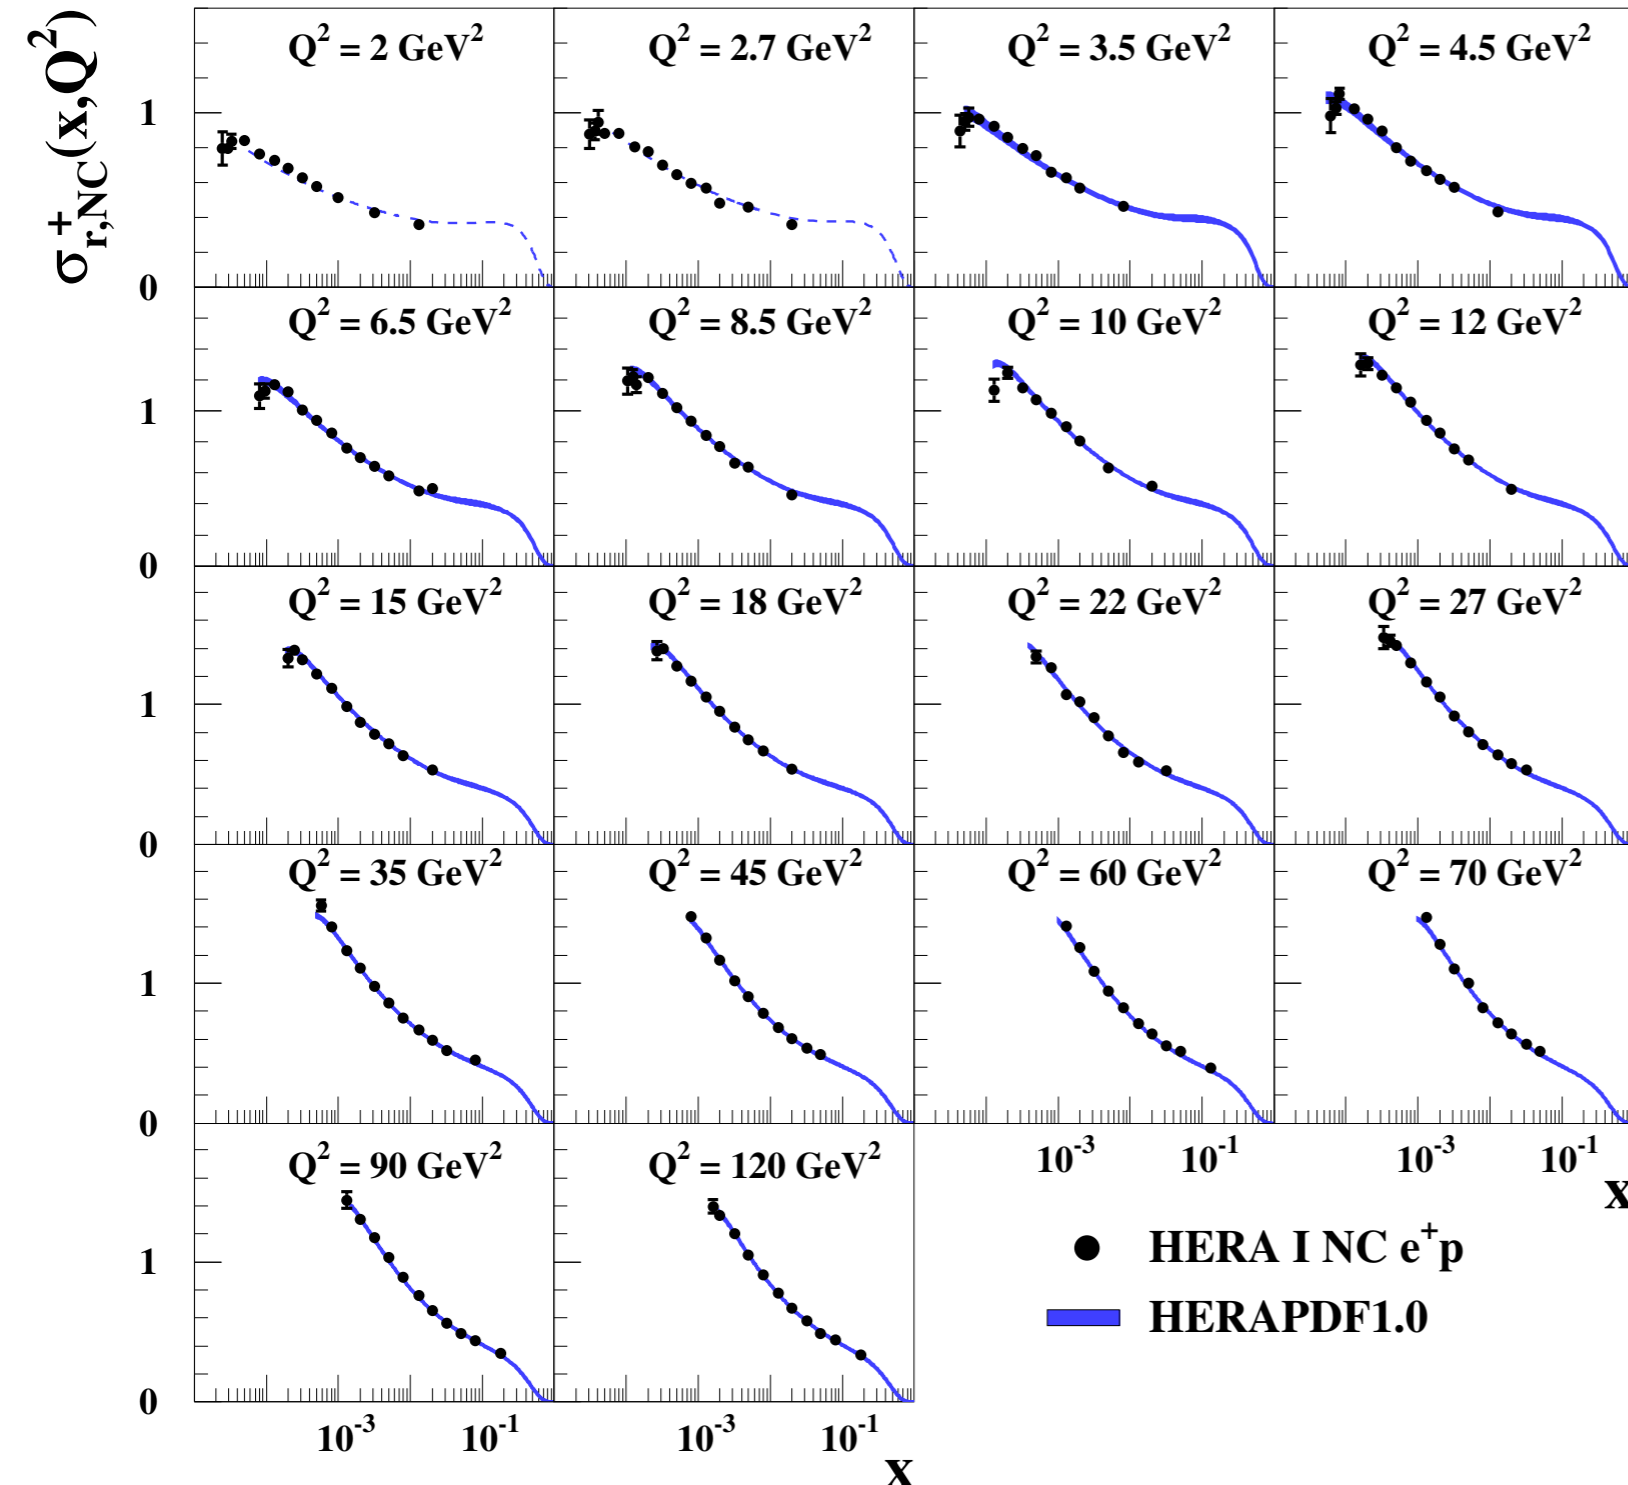 σ⁺r,NC(x,Q²)
Q² = 2 GeV²
Q² = 2.7 GeV²
Q² = 3.5 GeV²
Q² = 4.5 GeV²
1
0
Q² = 6.5 GeV²
Q² = 8.5 GeV²
Q² = 10 GeV²
Q² = 12 GeV²
1
0
Q² = 15 GeV²
Q² = 18 GeV²
Q² = 22 GeV²
Q² = 27 GeV²
1
0
Q² = 35 GeV²
Q² = 45 GeV²
Q² = 60 GeV²
Q² = 70 GeV²
1
0
10⁻³ 10⁻¹
10⁻³ 10⁻¹
x
Q² = 90 GeV²
Q² = 120 GeV²
1
0
10⁻³ 10⁻¹
10⁻³ 10⁻¹
x
HERA I NC e⁺p
HERAPDF1.0